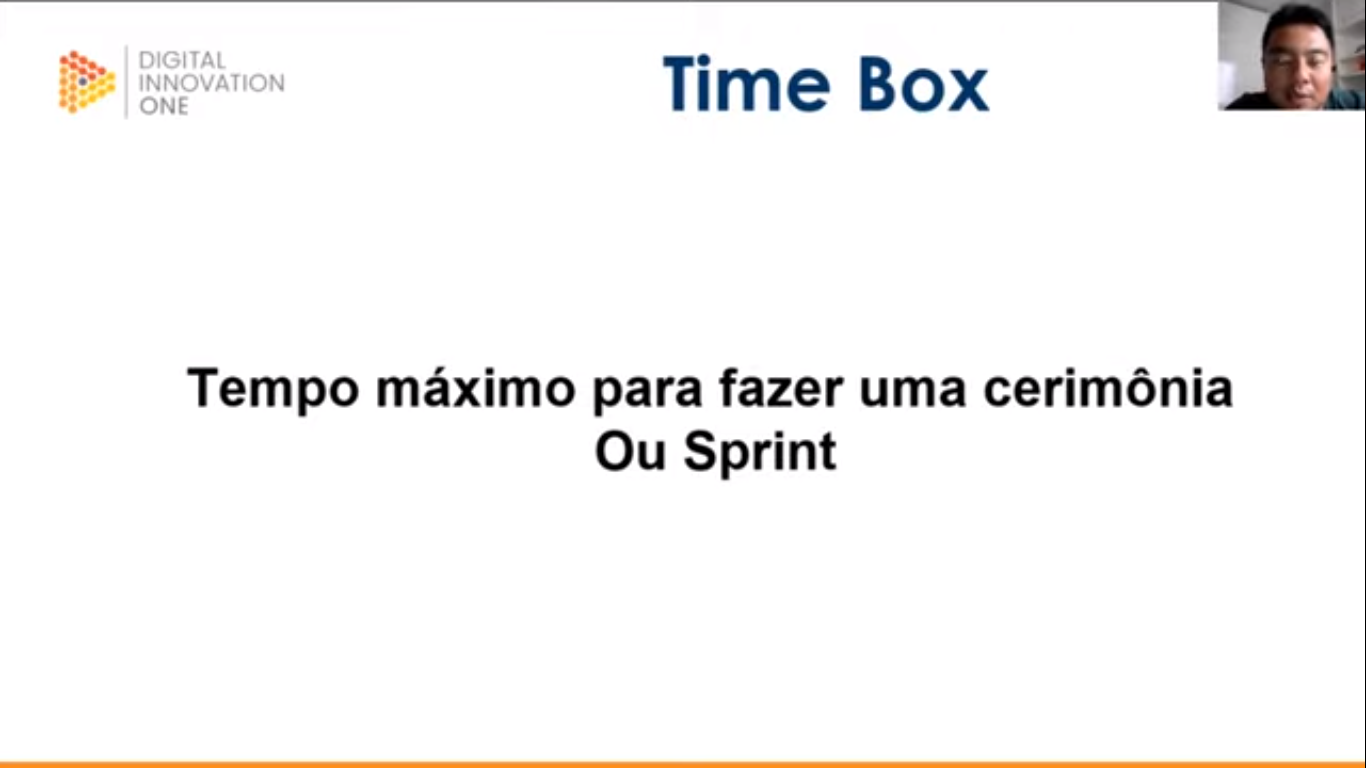 DIGITAL
INNOVATION
ONE
Time Box
Tempo máximo para fazer uma cerimônia
Ou Sprint